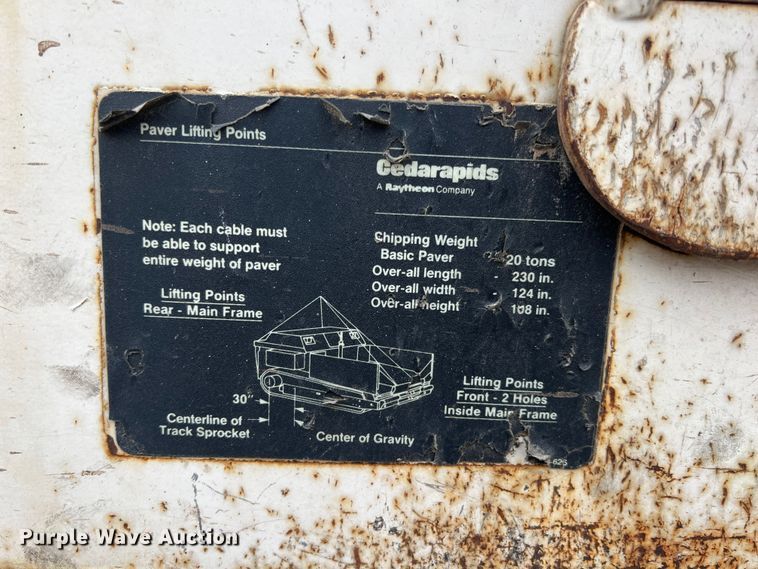 Paver Lifting Points
Cedarapids
A Raytheon Company
Note: Each cable must
be able to support
entire weight of paver
Chipping Weight
Basic Paver 20 tons
Over-all length 230 in.
Over-all width 124 in.
Over-all height 108 in.
Lifting Points
Rear - Main Frame
30"
Centerline of
Track Sprocket
Center of Gravity
Lifting Points
Front - 2 Holes
Inside Main Frame
Purple Wave Auction